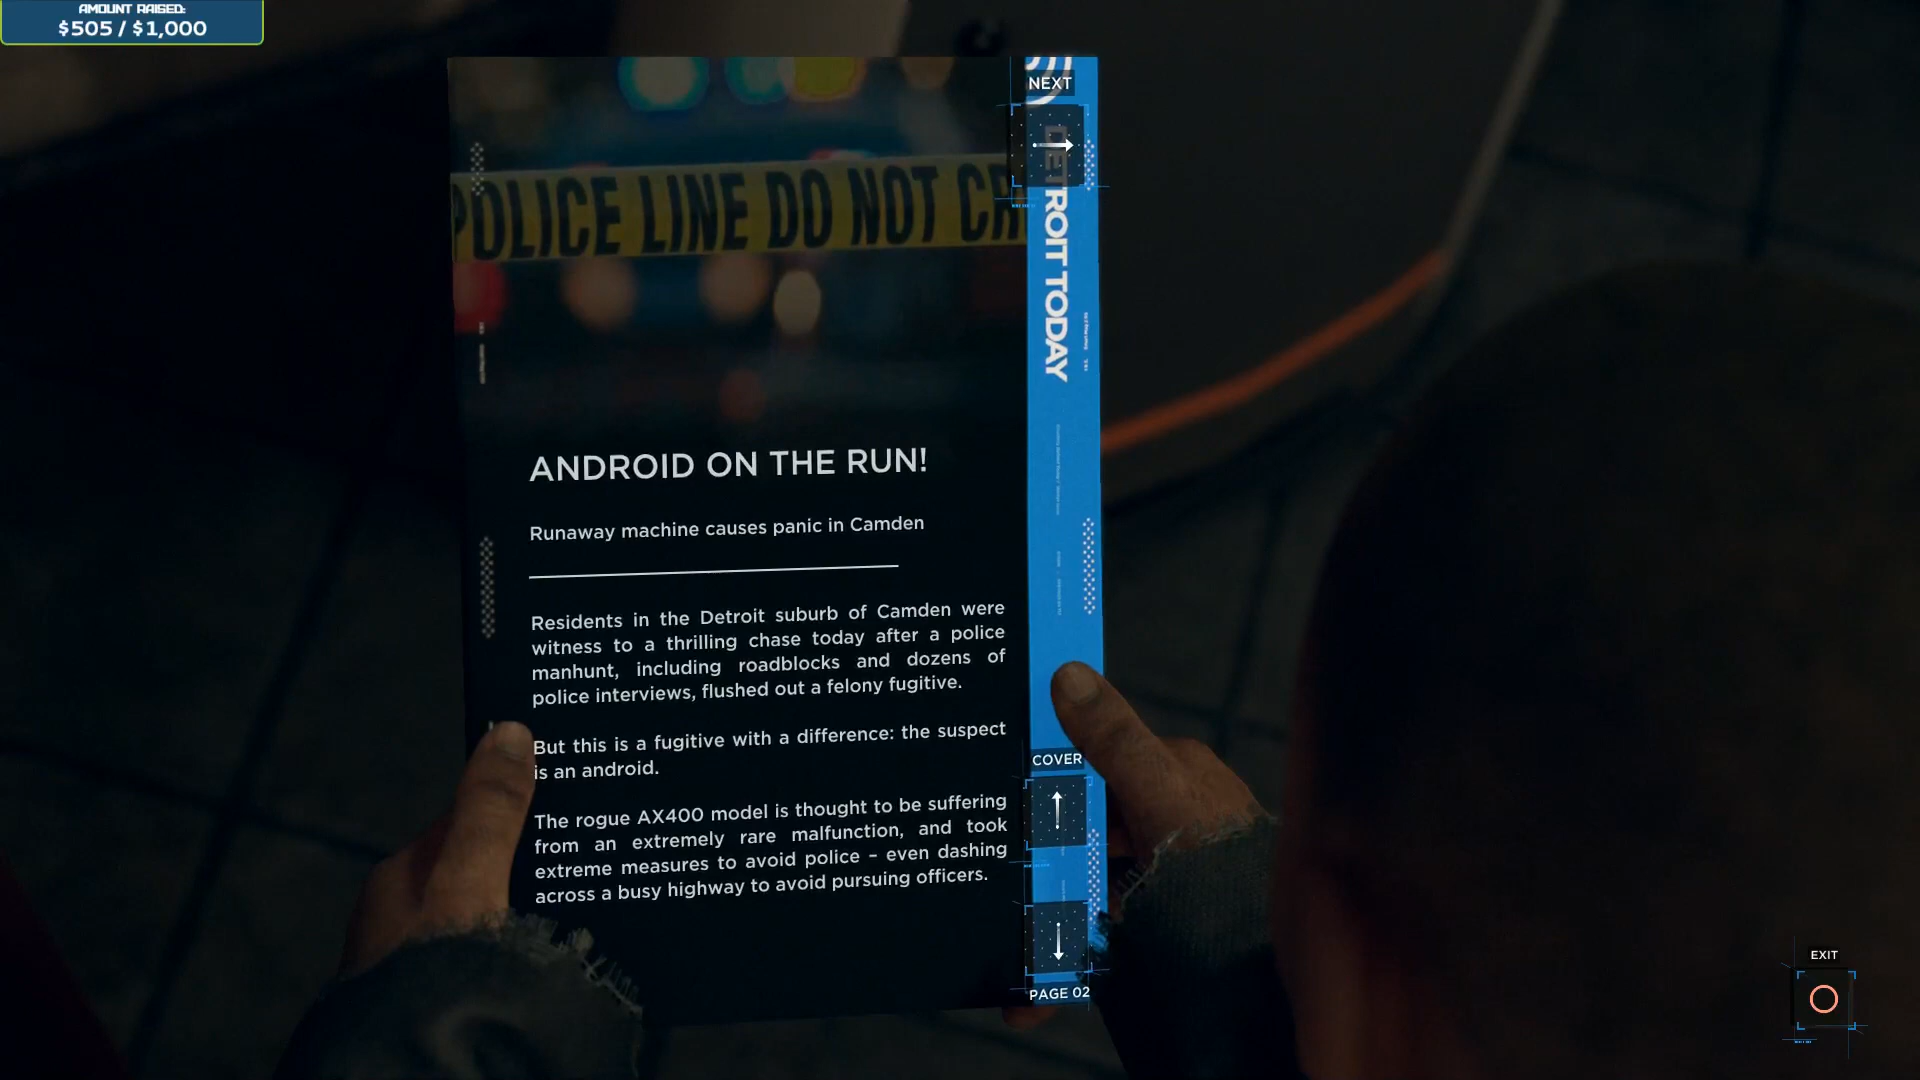 AMOUNT RAISED:
$505 / $1,000
NEXT
DETROIT TODAY
POLICE LINE DO NOT CR
ANDROID ON THE RUN!
Runaway machine causes panic in Camden
Residents in the Detroit suburb of Camden were
witness to a thrilling chase today after a police
manhunt, including roadblocks and dozens of
police interviews, flushed out a felony fugitive.
But this is a fugitive with a difference: the suspect
is an android.
The rogue AX400 model is thought to be suffering
from an extremely rare malfunction, and took
extreme measures to avoid police – even dashing
across a busy highway to avoid pursuing officers.
COVER
PAGE 02
EXIT